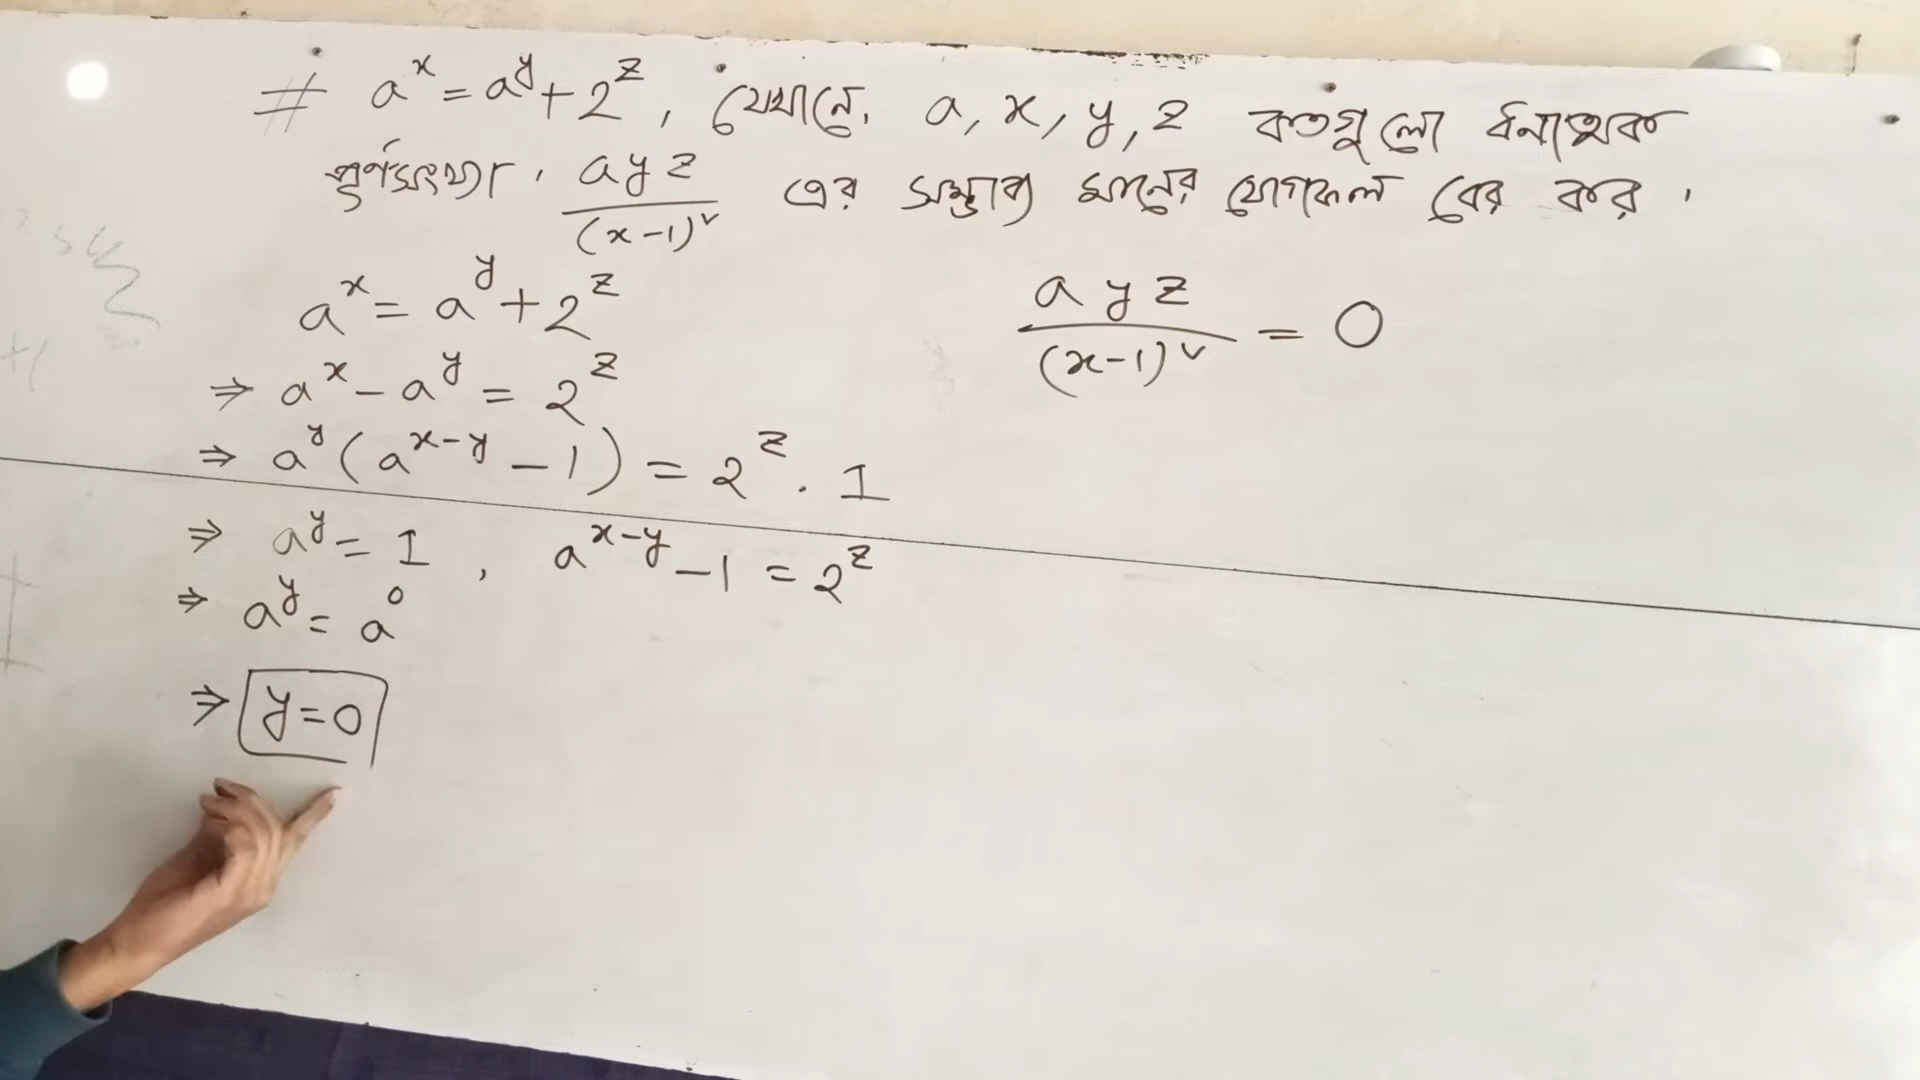 # a^x = a^y + 2^z , যেখানে, a, x, y, z কতগুলো ধনাত্মক
পূর্ণসংখ্যা, ayz/(x-1)² এর সম্ভাব্য মানের যোগফল বের কর ,
a^x = a^y + 2^z
⇒ a^x - a^y = 2^z
⇒ a^y (a^{x-y} - 1) = 2^z . 1
⇒ a^y = 1 , a^{x-y} - 1 = 2^z
⇒ a^y = a^0
⇒ y = 0
ayz/(x-1)² = 0